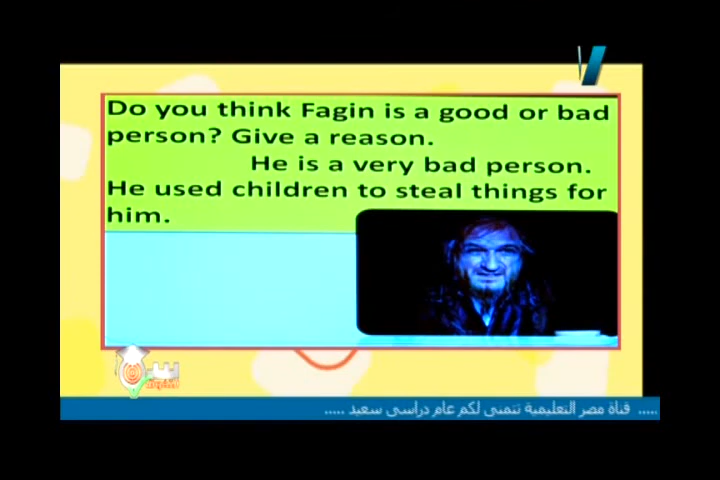 Do you think Fagin is a good or bad
person? Give a reason.
He is a very bad person.
He used children to steal things for
him.
..... قناة مصر التعليمية تتمنى لكم عام دراسى سعيد .....